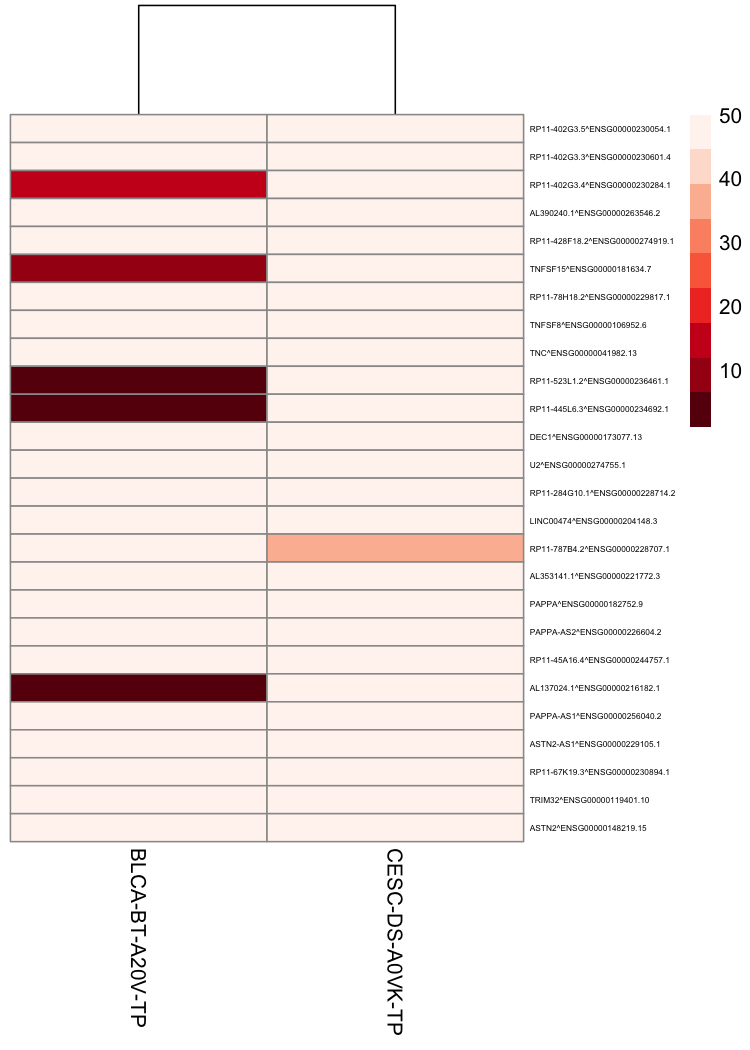 RP11-402G3.5^ENSG00000230054.1
RP11-402G3.3^ENSG00000230601.4
RP11-402G3.4^ENSG00000230284.1
AL390240.1^ENSG00000263546.2
RP11-428F18.2^ENSG00000274919.1
TNFSF15^ENSG00000181634.7
RP11-78H18.2^ENSG00000229817.1
TNFSF8^ENSG00000106952.6
TNC^ENSG00000041982.13
RP11-523L1.2^ENSG00000236461.1
RP11-445L6.3^ENSG00000234692.1
DEC1^ENSG00000173077.13
U2^ENSG00000274755.1
RP11-284G10.1^ENSG00000228714.2
LINC00474^ENSG00000204148.3
RP11-787B4.2^ENSG00000228707.1
AL353141.1^ENSG00000221772.3
PAPPA^ENSG00000182752.9
PAPPA-AS2^ENSG00000226604.2
RP11-45A16.4^ENSG00000244757.1
AL137024.1^ENSG00000216182.1
PAPPA-AS1^ENSG00000256040.2
ASTN2-AS1^ENSG00000229105.1
RP11-67K19.3^ENSG00000230894.1
TRIM32^ENSG00000119401.10
ASTN2^ENSG00000148219.15
50
40
30
20
10
BLCA-BT-A20V-TP
CESC-DS-A0VK-TP